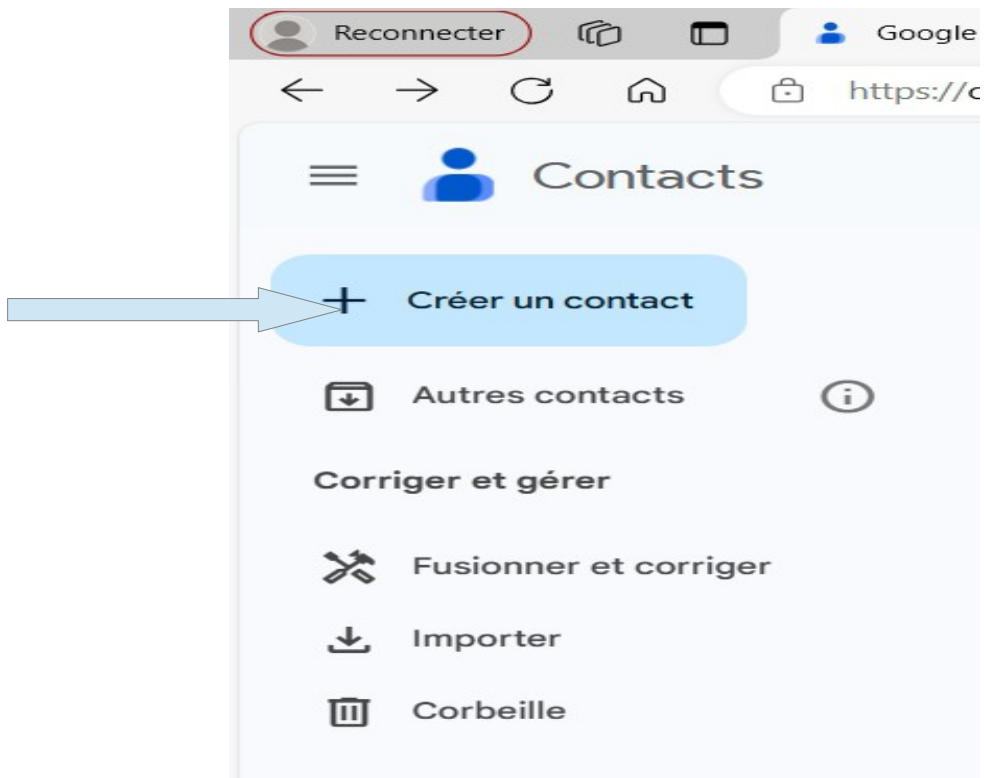 Reconnecter
Google
https://c
Contacts
Créer un contact
Autres contacts
Corriger et gérer
Fusionner et corriger
Importer
Corbeille